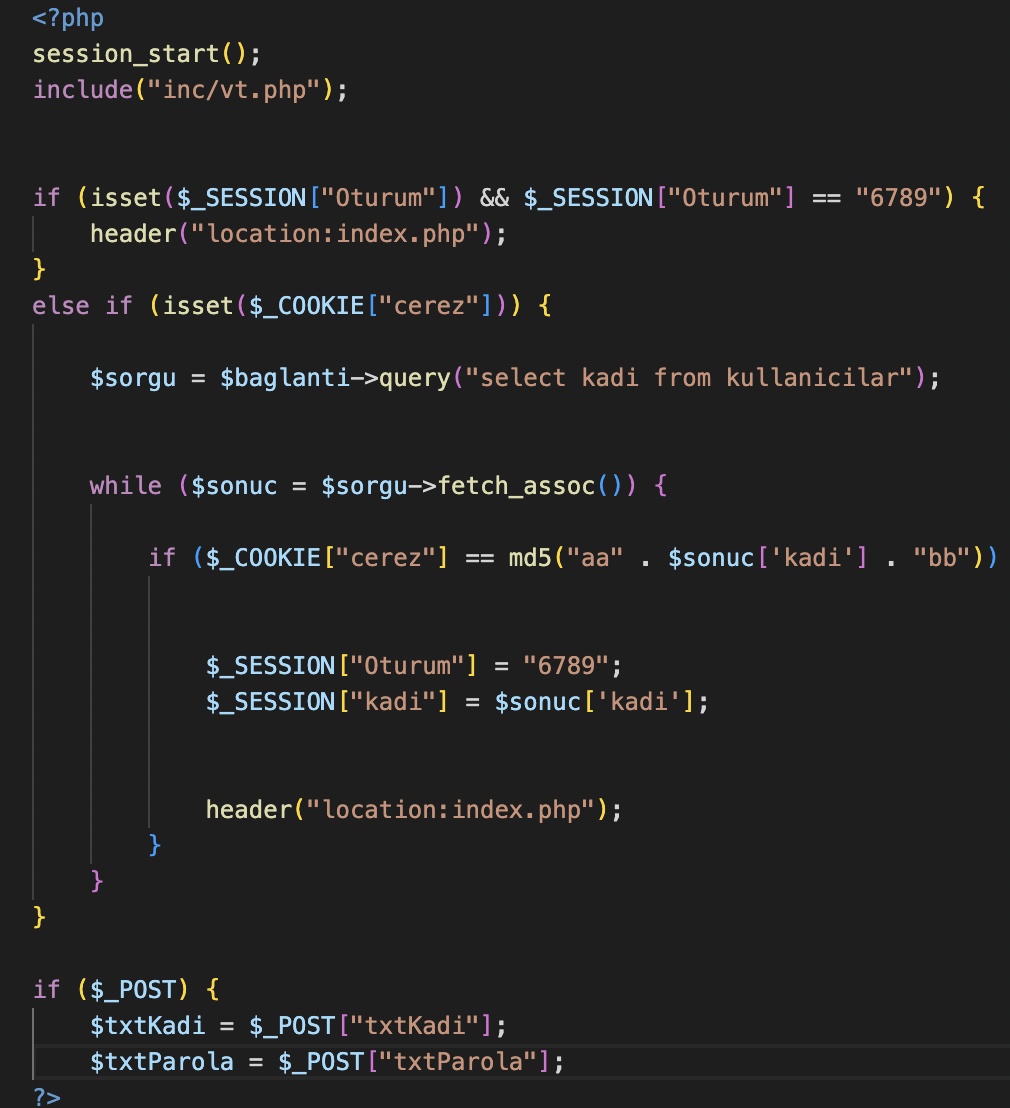 <?php
session_start();
include("inc/vt.php");
if (isset($_SESSION["Oturum"]) && $_SESSION["Oturum"] == "6789") {
header("location:index.php");
}
else if (isset($_COOKIE["cerez"])) {
$sorgu = $baglanti->query("select kadi from kullanicilar");
while ($sonuc = $sorgu->fetch_assoc()) {
if ($_COOKIE["cerez"] == md5("aa" . $sonuc['kadi'] . "bb"))
$_SESSION["Oturum"] = "6789";
$_SESSION["kadi"] = $sonuc['kadi'];
header("location:index.php");
}
}
}
if ($_POST) {
$txtKadi = $_POST["txtKadi"];
$txtParola = $_POST["txtParola"];
?>